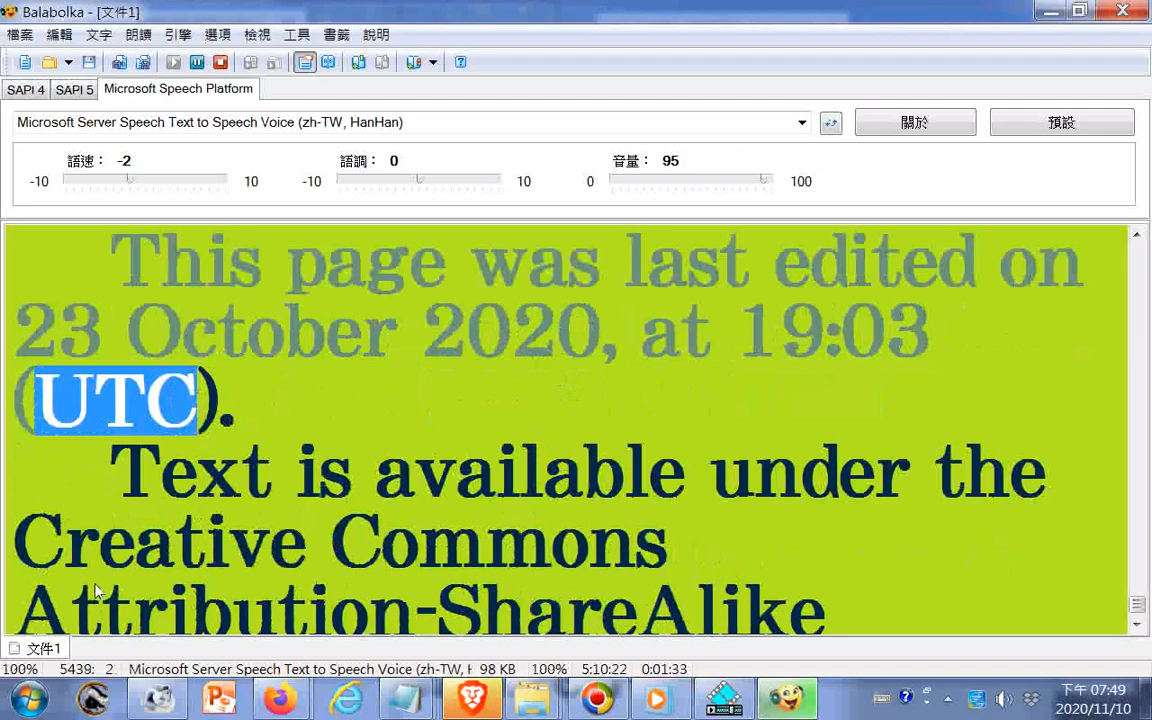 Balabolka - [文件1]
檔案 編輯 文字 朗讀 引擎 選項 檢視 工具 書籤 說明
SAPI 4 SAPI 5 Microsoft Speech Platform
Microsoft Server Speech Text to Speech Voice (zh-TW, HanHan) 關於 預設
語速： -2 語調： 0 音量： 95
-10 10 -10 10 0 100
This page was last edited on
23 October 2020, at 19:03
(UTC).
Text is available under the
Creative Commons
Attribution-ShareAlike
文件1
100% 5439: 2 Microsoft Server Speech Text to Speech Voice (zh-TW, H 98 KB 100% 5:10:22 0:01:33
下午 07:49
2020/11/10